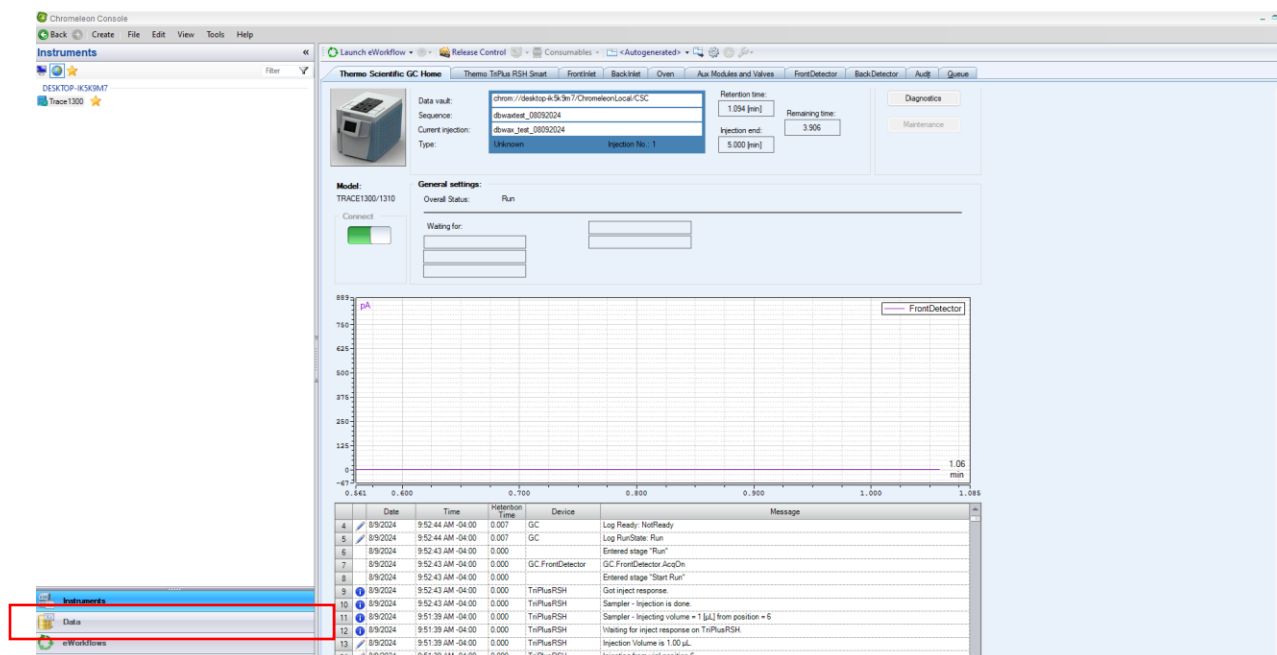 Chromeleon Console
Back Create File Edit View Tools Help
Instruments «
Launch eWorkflow Release Control Consumables <Autogenerated>
Filter
DESKTOP-IK5K9M7
Trace1300
Thermo Scientific GC Home Thermo TriPlus RSH Smart FrontInlet BackInlet Oven Aux Modules and Valves FrontDetector BackDetector Audit Queue
Data vault: chrom://desktop-ik5k9m7/ChromeleonLocal/CSC
Sequence: dbwaxtest_08092024
Current injection: dbwax_test_08092024
Type: Unknown Injection No.: 1
Retention time:
1.094 [min]
Injection end:
5.000 [min]
Remaining time:
3.906
Diagnostics
Maintenance
Model:
TRACE1300/1310
Connect
General settings:
Overall Status: Run
Waiting for:
889
pA
FrontDetector
750
625
500
375
250
125
0
-67
1.06
min
0.561 0.600 0.700 0.800 0.900 1.000 1.085
Date Time Retention Time Device Message
4 8/9/2024 9:52:44 AM -04:00 0.007 GC Log Ready: NotReady
5 8/9/2024 9:52:44 AM -04:00 0.007 GC Log RunState: Run
6 8/9/2024 9:52:43 AM -04:00 0.000 Entered stage "Run"
7 8/9/2024 9:52:43 AM -04:00 0.000 GC.FrontDetector GC.FrontDetector.AcqOn
8 8/9/2024 9:52:43 AM -04:00 0.000 Entered stage "Start Run"
9 8/9/2024 9:52:43 AM -04:00 0.000 TriPlusRSH Got inject response.
10 8/9/2024 9:52:43 AM -04:00 0.000 TriPlusRSH Sampler - Injection is done.
11 8/9/2024 9:51:39 AM -04:00 0.000 TriPlusRSH Sampler - Injecting volume = 1 [µL] from position = 6
12 8/9/2024 9:51:39 AM -04:00 0.000 TriPlusRSH Waiting for inject response on TriPlusRSH.
13 8/9/2024 9:51:39 AM -04:00 0.000 TriPlusRSH Injection Volume is 1.00 µL.
Instruments
Data
eWorkflows